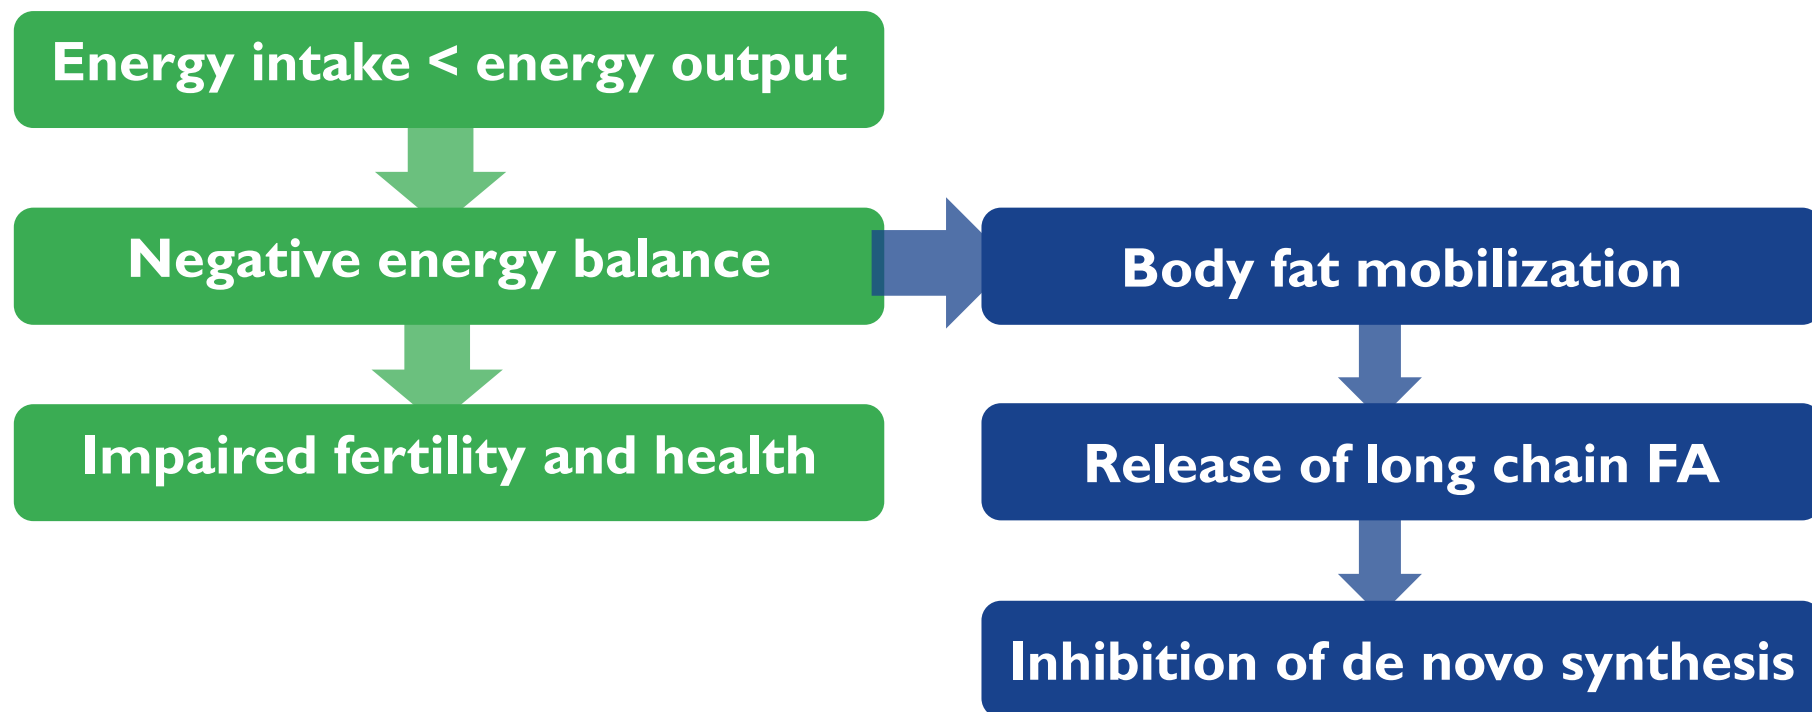 Energy intake < energy output
Negative energy balance
Impaired fertility and health
Body fat mobilization
Release of long chain FA
Inhibition of de novo synthesis